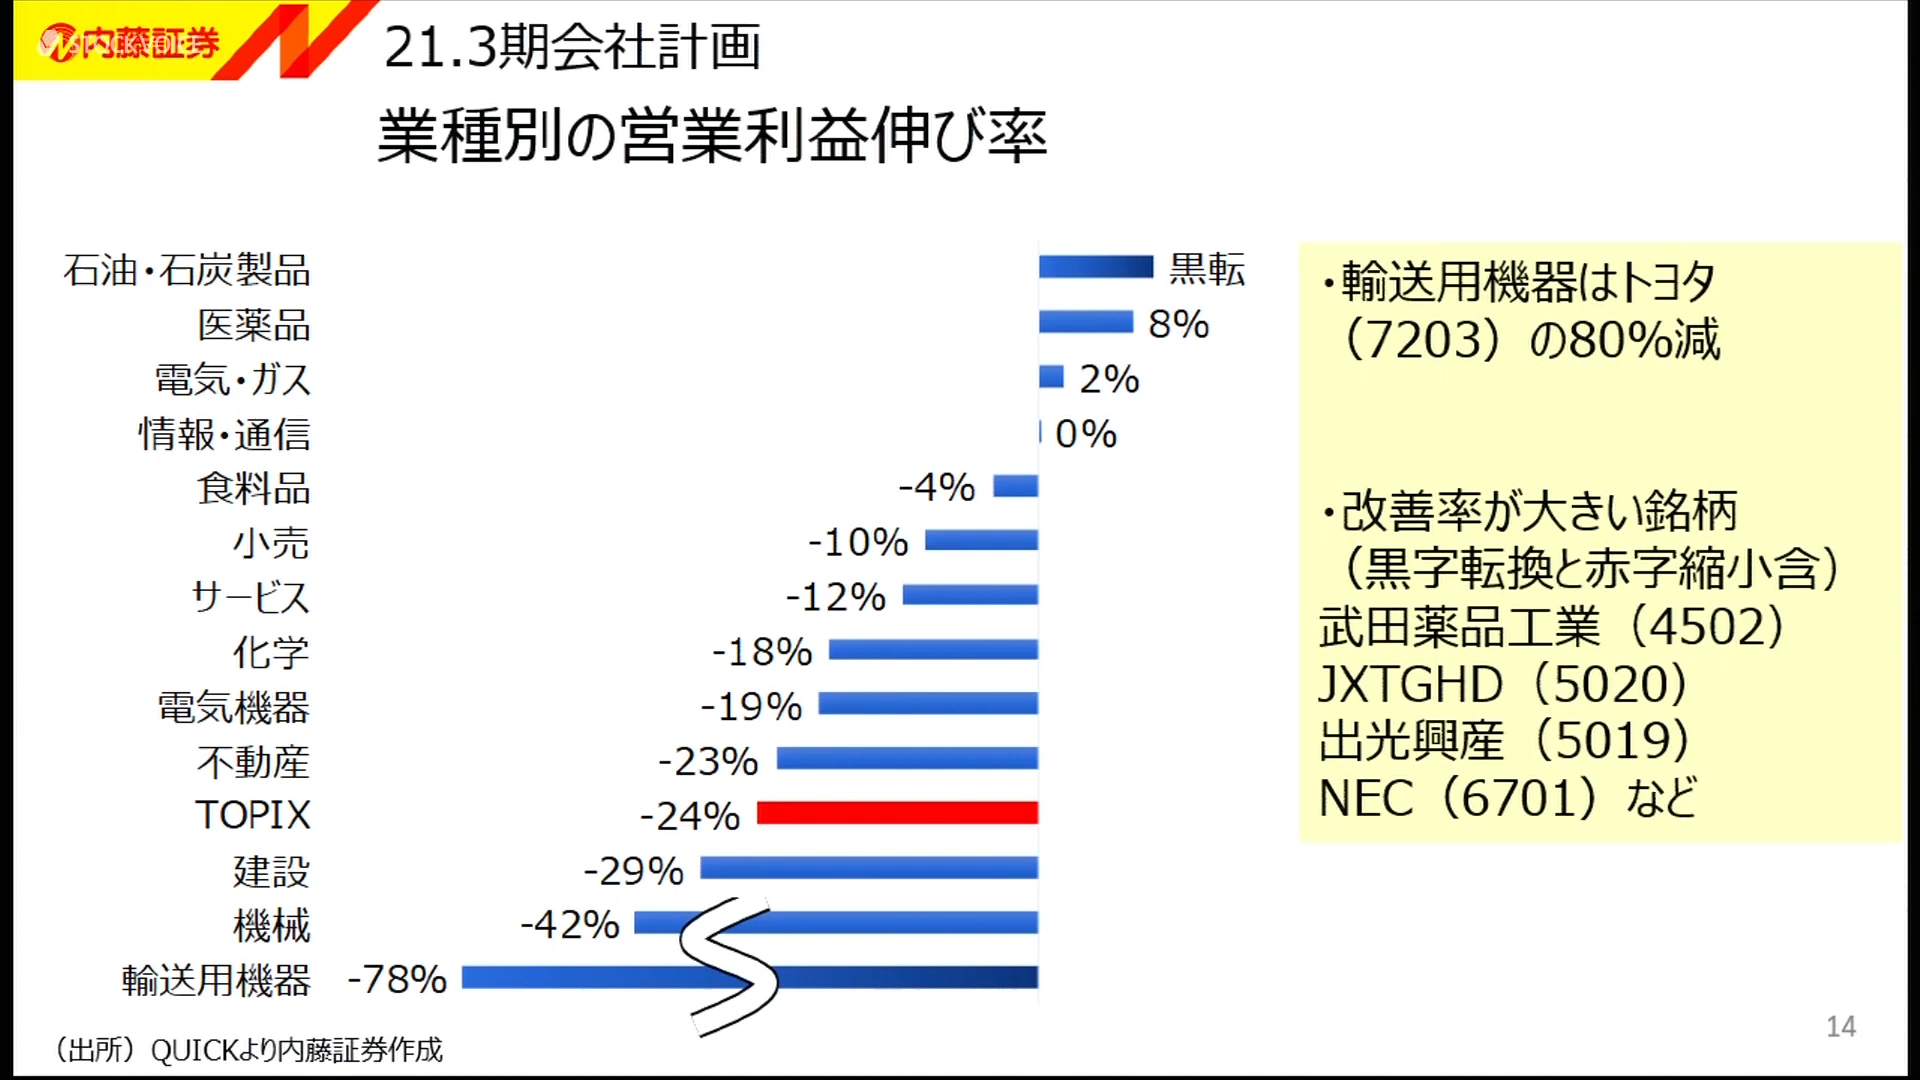 内藤証券
STOCKVOICE
21.3期会社計画
業種別の営業利益伸び率
石油・石炭製品 黒転
医薬品 8%
電気・ガス 2%
情報・通信 0%
食料品 -4%
小売 -10%
サービス -12%
化学 -18%
電気機器 -19%
不動産 -23%
TOPIX -24%
建設 -29%
機械 -42%
輸送用機器 -78%
・輸送用機器はトヨタ
（7203）の80%減
・改善率が大きい銘柄
（黒字転換と赤字縮小含）
武田薬品工業（4502）
JXTGHD（5020）
出光興産（5019）
NEC（6701）など
（出所）QUICKより内藤証券作成
14